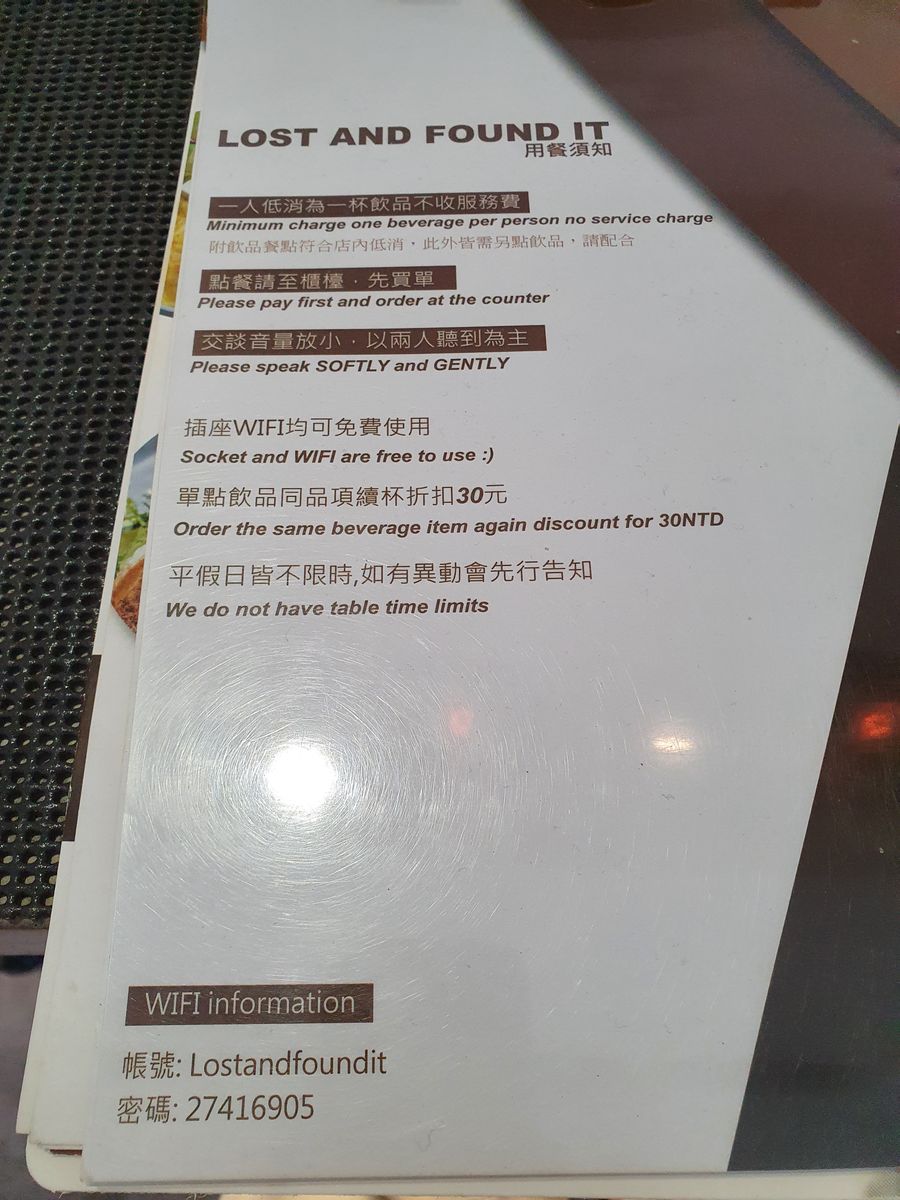 LOST AND FOUND IT
用餐須知
一人低消為一杯飲品不收服務費
Minimum charge one beverage per person no service charge
附飲品餐點符合店內低消，此外皆需另點飲品，請配合
點餐請至櫃檯．先買單
Please pay first and order at the counter
交談音量放小．以兩人聽到為主
Please speak SOFTLY and GENTLY
插座WIFI均可免費使用
Socket and WIFI are free to use :)
單點飲品同品項續杯折扣30元
Order the same beverage item again discount for 30NTD
平假日皆不限時,如有異動會先行告知
We do not have table time limits
WIFI information
帳號: Lostandfoundit
密碼: 27416905